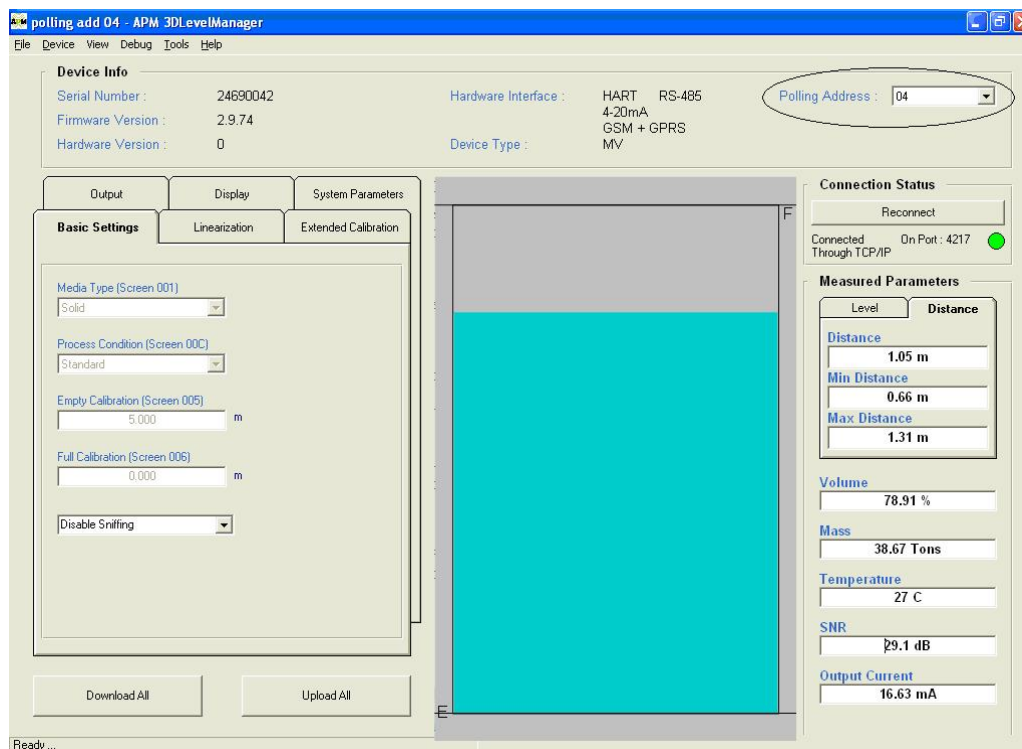 APM polling add 04 - APM 3DLevelManager
File Device View Debug Tools Help
Device Info
Serial Number : 24690042
Firmware Version : 2.9.74
Hardware Version : 0
Hardware Interface : HART RS-485
4-20mA
GSM + GPRS
Device Type : MV
Polling Address : 04
Output Display System Parameters
Basic Settings Linearization Extended Calibration
Media Type (Screen 001)
Solid
Process Condition (Screen 00C)
Standard
Empty Calibration (Screen 005)
5.000 m
Full Calibration (Screen 006)
0.000 m
Disable Sniffing
Download All Upload All
F
E
Connection Status
Reconnect
Connected On Port : 4217
Through TCP/IP
Measured Parameters
Level Distance
Distance
1.05 m
Min Distance
0.66 m
Max Distance
1.31 m
Volume
78.91 %
Mass
38.67 Tons
Temperature
27 C
SNR
29.1 dB
Output Current
16.63 mA
Ready ...